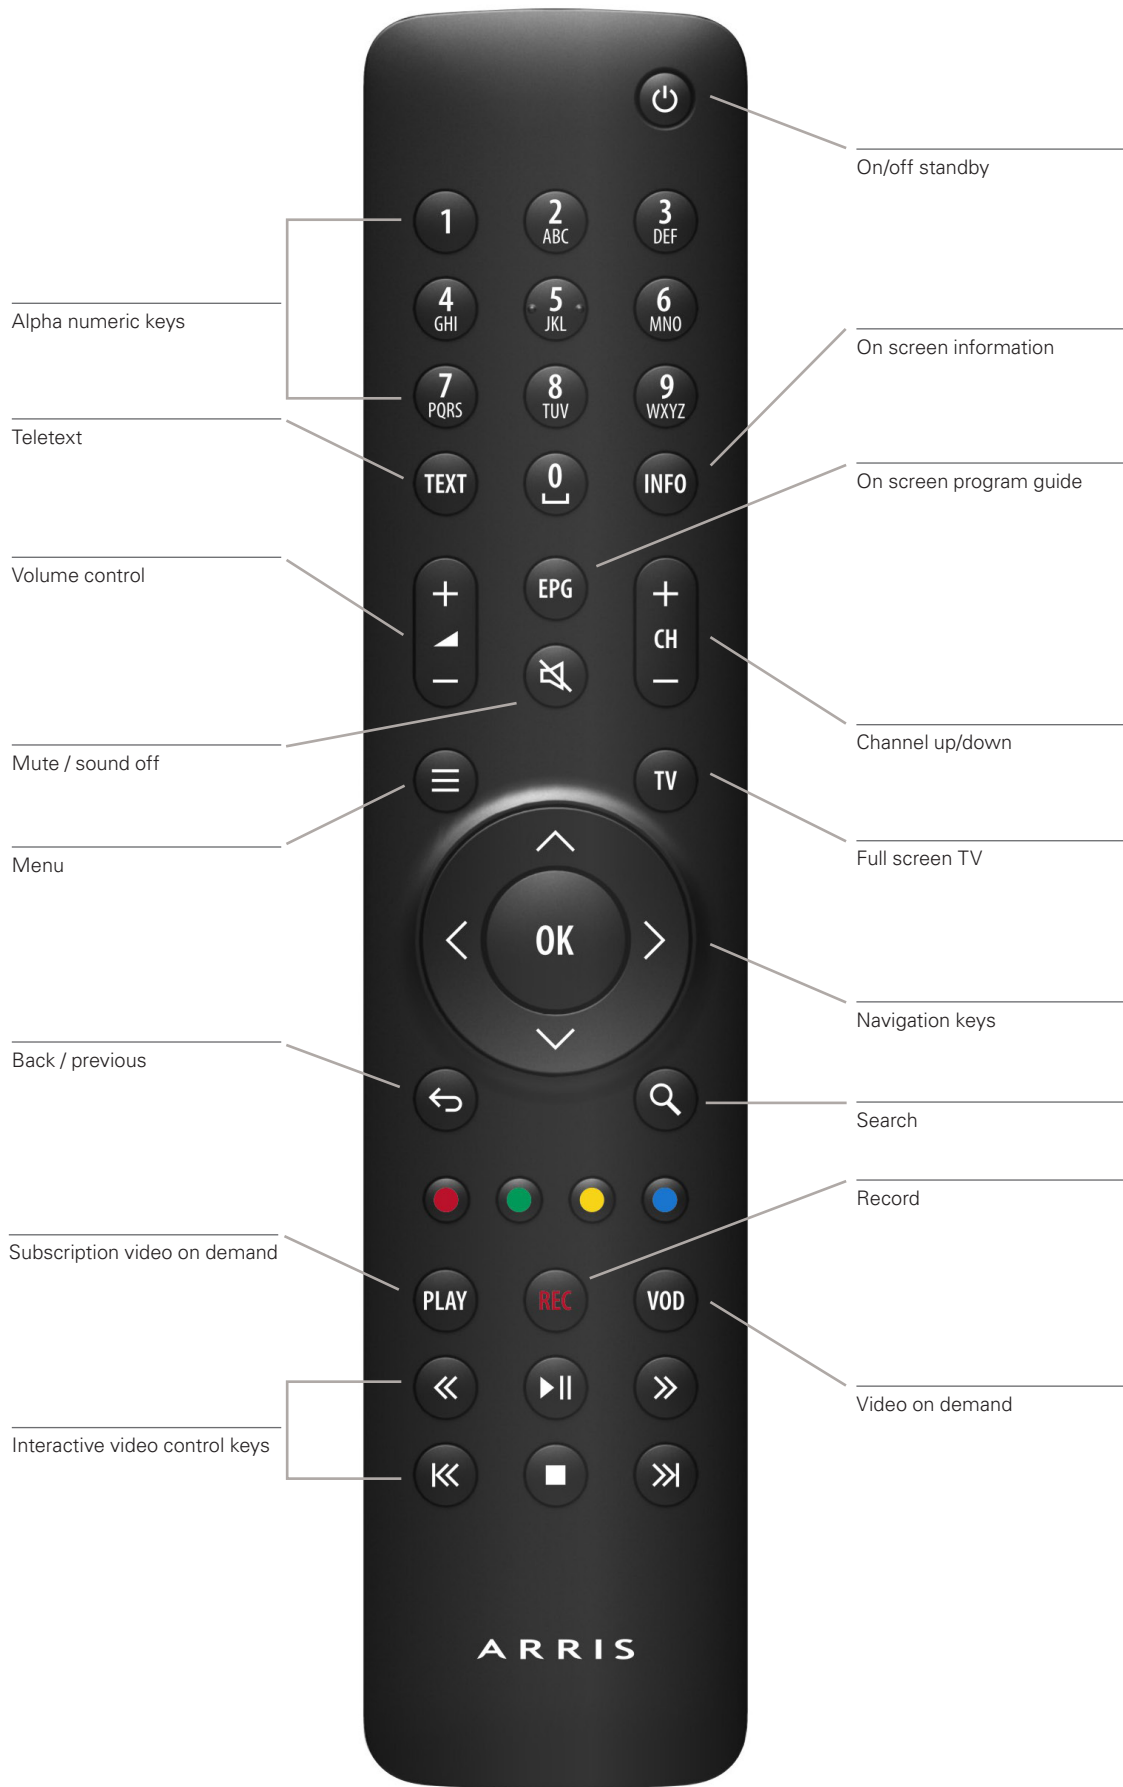 On/off standby
1
2
ABC
3
DEF
4
GHI
5
JKL
6
MNO
Alpha numeric keys
On screen information
7
PQRS
8
TUV
9
WXYZ
Teletext
TEXT
0
INFO
On screen program guide
Volume control
+
EPG
+
CH
–
–
Channel up/down
Mute / sound off
TV
Menu
Full screen TV
OK
Navigation keys
Back / previous
Search
Record
Subscription video on demand
PLAY
REC
VOD
Video on demand
Interactive video control keys
ARRIS